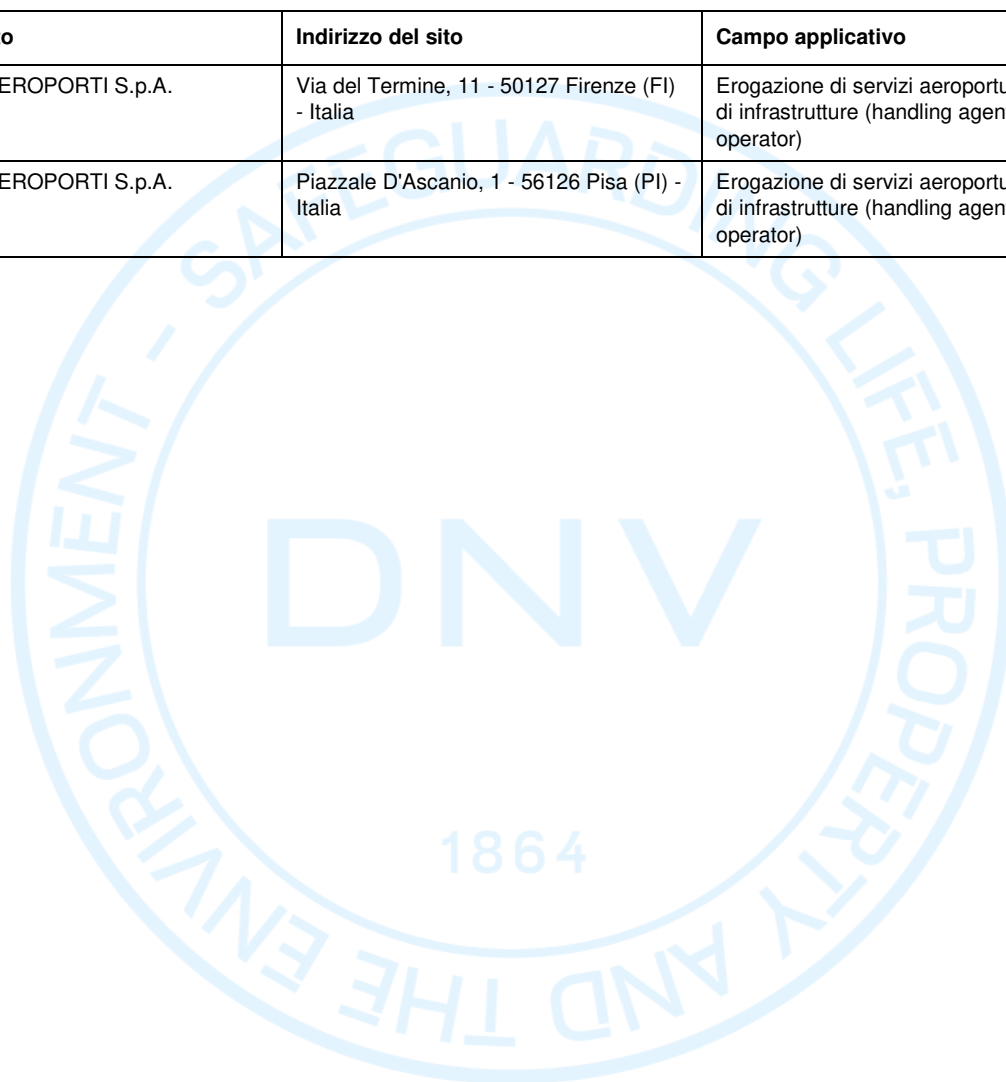 to Indirizzo del sito Campo applicativo
EROPORTI S.p.A. Via del Termine, 11 - 50127 Firenze (FI) Erogazione di servizi aeroportu
- Italia di infrastrutture (handling agen
operator)
EROPORTI S.p.A. Piazzale D'Ascanio, 1 - 56126 Pisa (PI) - Erogazione di servizi aeroportu
Italia di infrastrutture (handling agen
operator)
SAFEGUARDING LIFE, PROPERTY AND THE ENVIRONMENT -
DNV
1864